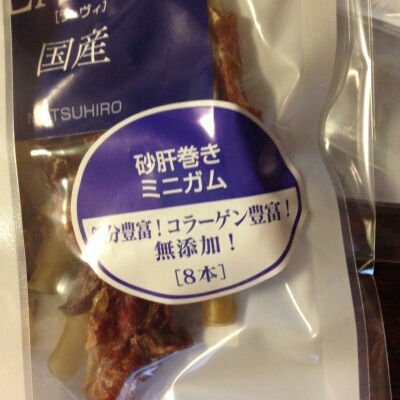 国産
砂肝巻き
ミニガム
分豊富！コラーゲン豊富！
無添加！
［8本］